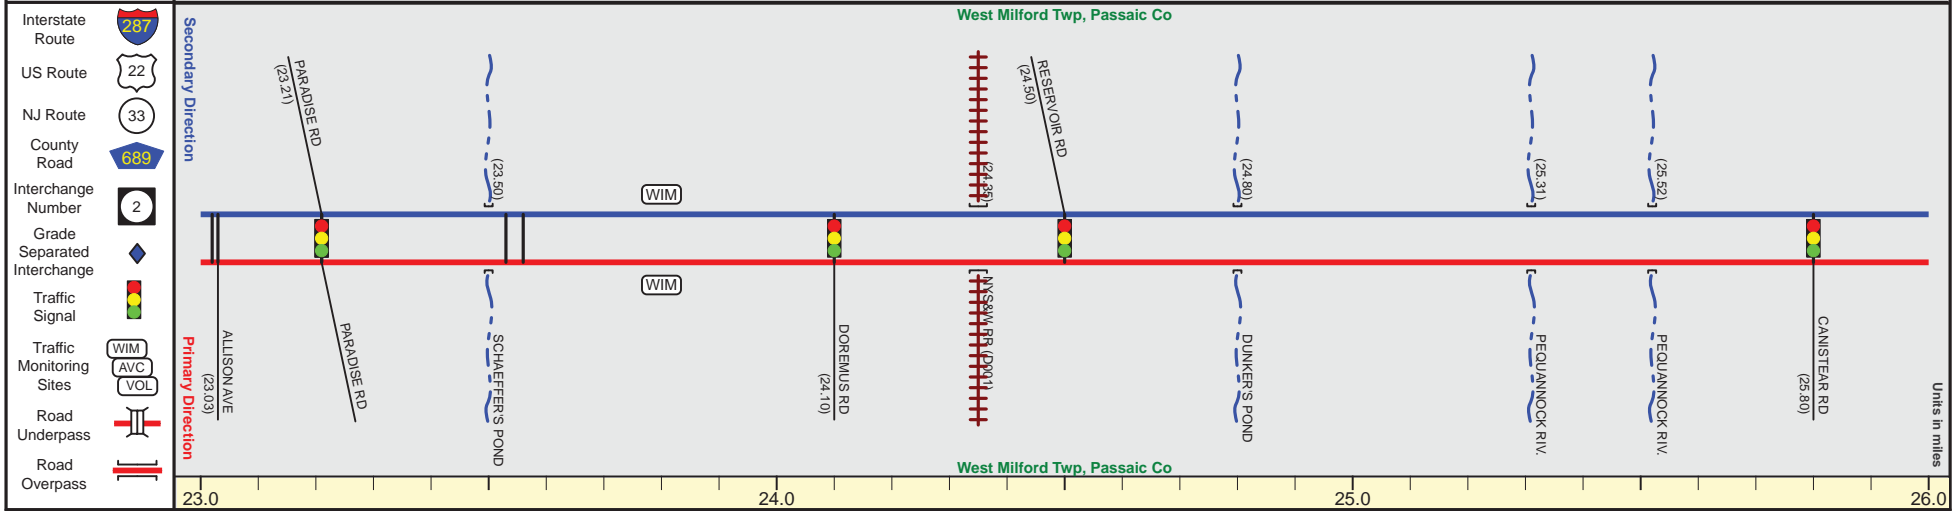 Interstate
Route
287
US Route
22
NJ Route
33
County
Road
689
Interchange
Number
2
Grade
Separated
Interchange
Traffic
Signal
Traffic
Monitoring
Sites
WIM
AVC
VOL
Road
Underpass
Road
Overpass
Secondary Direction
Primary Direction
West Milford Twp, Passaic Co
PARADISE RD
(23.21)
(23.50)
WIM
(24.35)
RESERVOIR RD
(24.50)
(24.80)
(25.31)
(25.52)
ALLISON AVE
(23.03)
PARADISE RD
SCHAEFFER'S POND
WIM
DOREMUS RD
(24.10)
NYS&W RR (D001)
DUNKER'S POND
PEQUANNOCK RIV.
PEQUANNOCK RIV.
CANISTEAR RD
(25.80)
Units in miles
West Milford Twp, Passaic Co
23.0
24.0
25.0
26.0